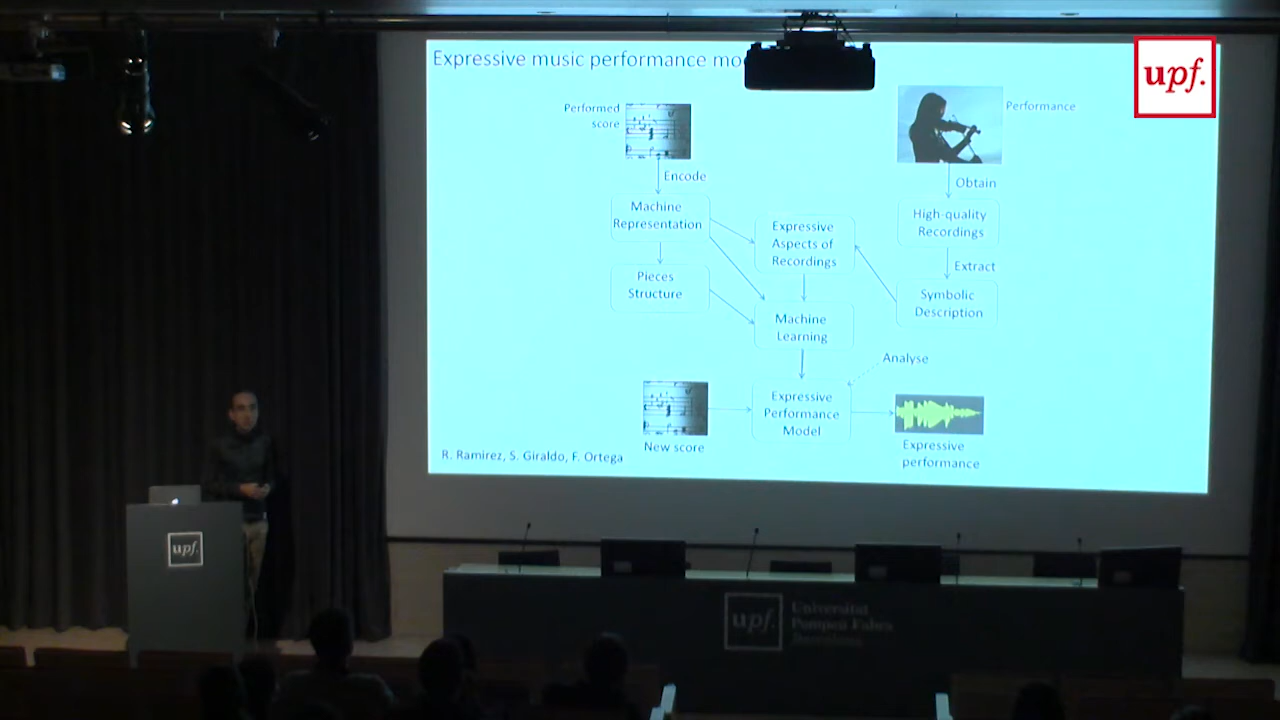 Expressive music performance mo
upf.
Performed
score
Performance
Encode
Obtain
Machine
Representation
High-quality
Recordings
Expressive
Aspects of
Recordings
Extract
Pieces
Structure
Symbolic
Description
Machine
Learning
Analyse
Expressive
Performance
Model
New score
Expressive
performance
R. Ramirez, S. Giraldo, F. Ortega
upf.
upf.
Universitat
Pompeu Fabra
Barcelona